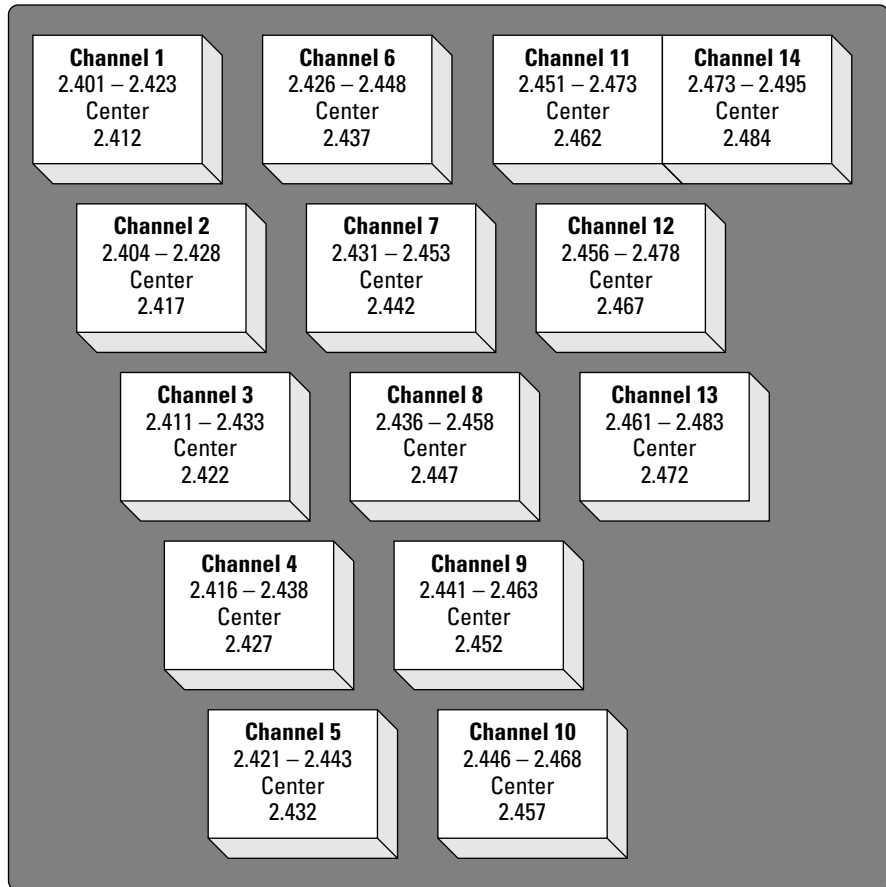 Channel 1
2.401 – 2.423
Center
2.412
Channel 6
2.426 – 2.448
Center
2.437
Channel 11
2.451 – 2.473
Center
2.462
Channel 14
2.473 – 2.495
Center
2.484
Channel 2
2.404 – 2.428
Center
2.417
Channel 7
2.431 – 2.453
Center
2.442
Channel 12
2.456 – 2.478
Center
2.467
Channel 3
2.411 – 2.433
Center
2.422
Channel 8
2.436 – 2.458
Center
2.447
Channel 13
2.461 – 2.483
Center
2.472
Channel 4
2.416 – 2.438
Center
2.427
Channel 9
2.441 – 2.463
Center
2.452
Channel 5
2.421 – 2.443
Center
2.432
Channel 10
2.446 – 2.468
Center
2.457